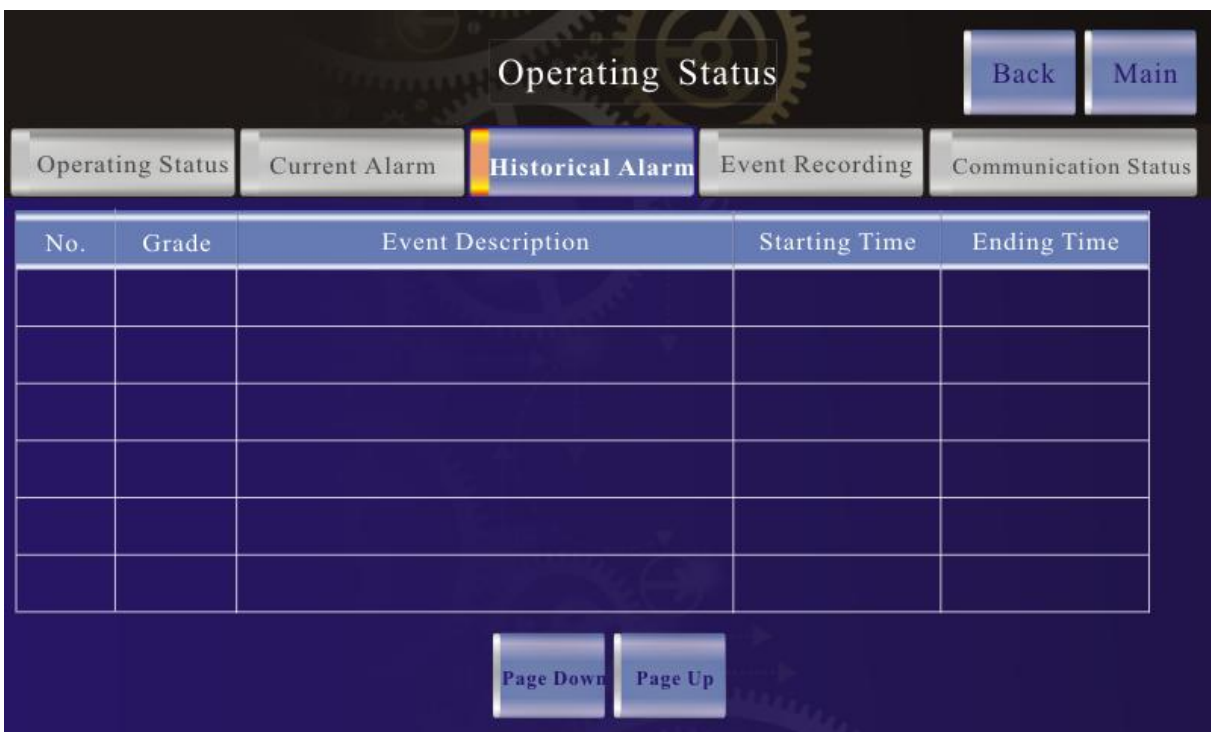 Operating Status
Back
Main
Operating Status
Current Alarm
Historical Alarm
Event Recording
Communication Status
No.
Grade
Event Description
Starting Time
Ending Time
Page Down
Page Up